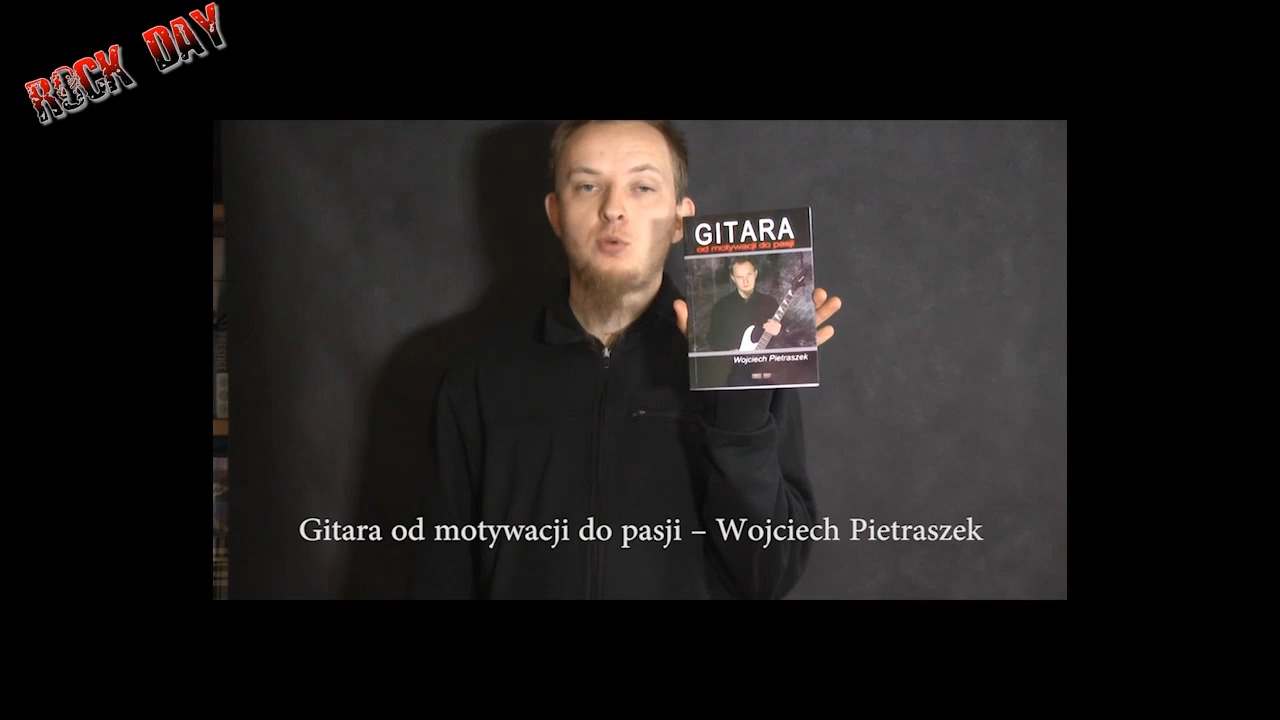 ROCK DAY
GITARA
od motywacji do pasji
Wojciech Pietraszek
Gitara od motywacji do pasji – Wojciech Pietraszek